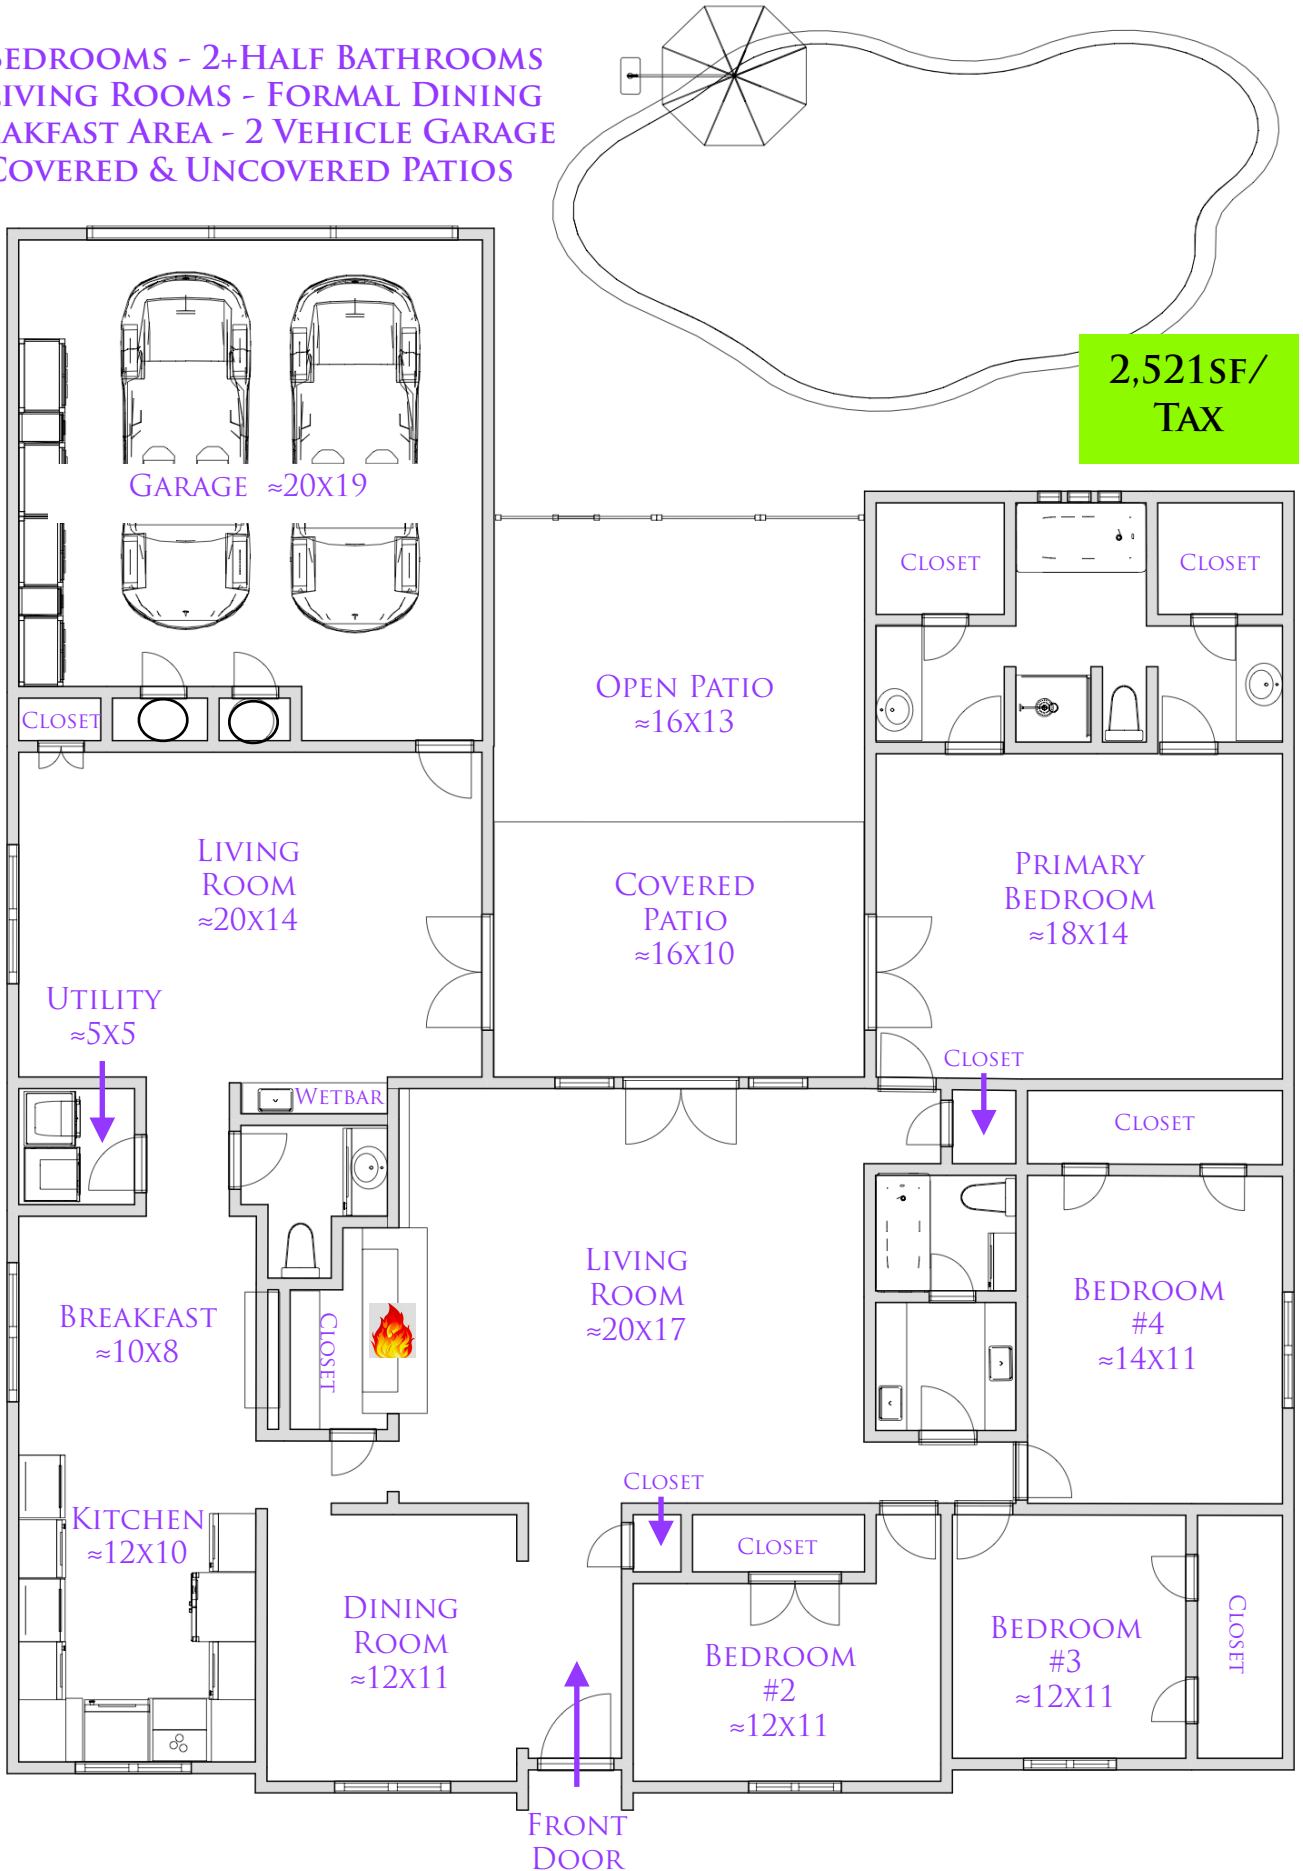 EDROOMS - 2+HALF BATHROOMS
IVING ROOMS - FORMAL DINING
AKFAST AREA - 2 VEHICLE GARAGE
COVERED & UNCOVERED PATIOS
2,521SF/
TAX
GARAGE ≈20X19
CLOSET
CLOSET
OPEN PATIO
≈16X13
CLOSET
LIVING
ROOM
≈20X14
COVERED
PATIO
≈16X10
PRIMARY
BEDROOM
≈18X14
UTILITY
≈5X5
CLOSET
WETBAR
CLOSET
LIVING
ROOM
≈20X17
BREAKFAST
≈10X8
CLOSET
BEDROOM
#4
≈14X11
CLOSET
KITCHEN
≈12X10
CLOSET
DINING
ROOM
≈12X11
BEDROOM
#2
≈12X11
BEDROOM
#3
≈12X11
CLOSET
FRONT
DOOR